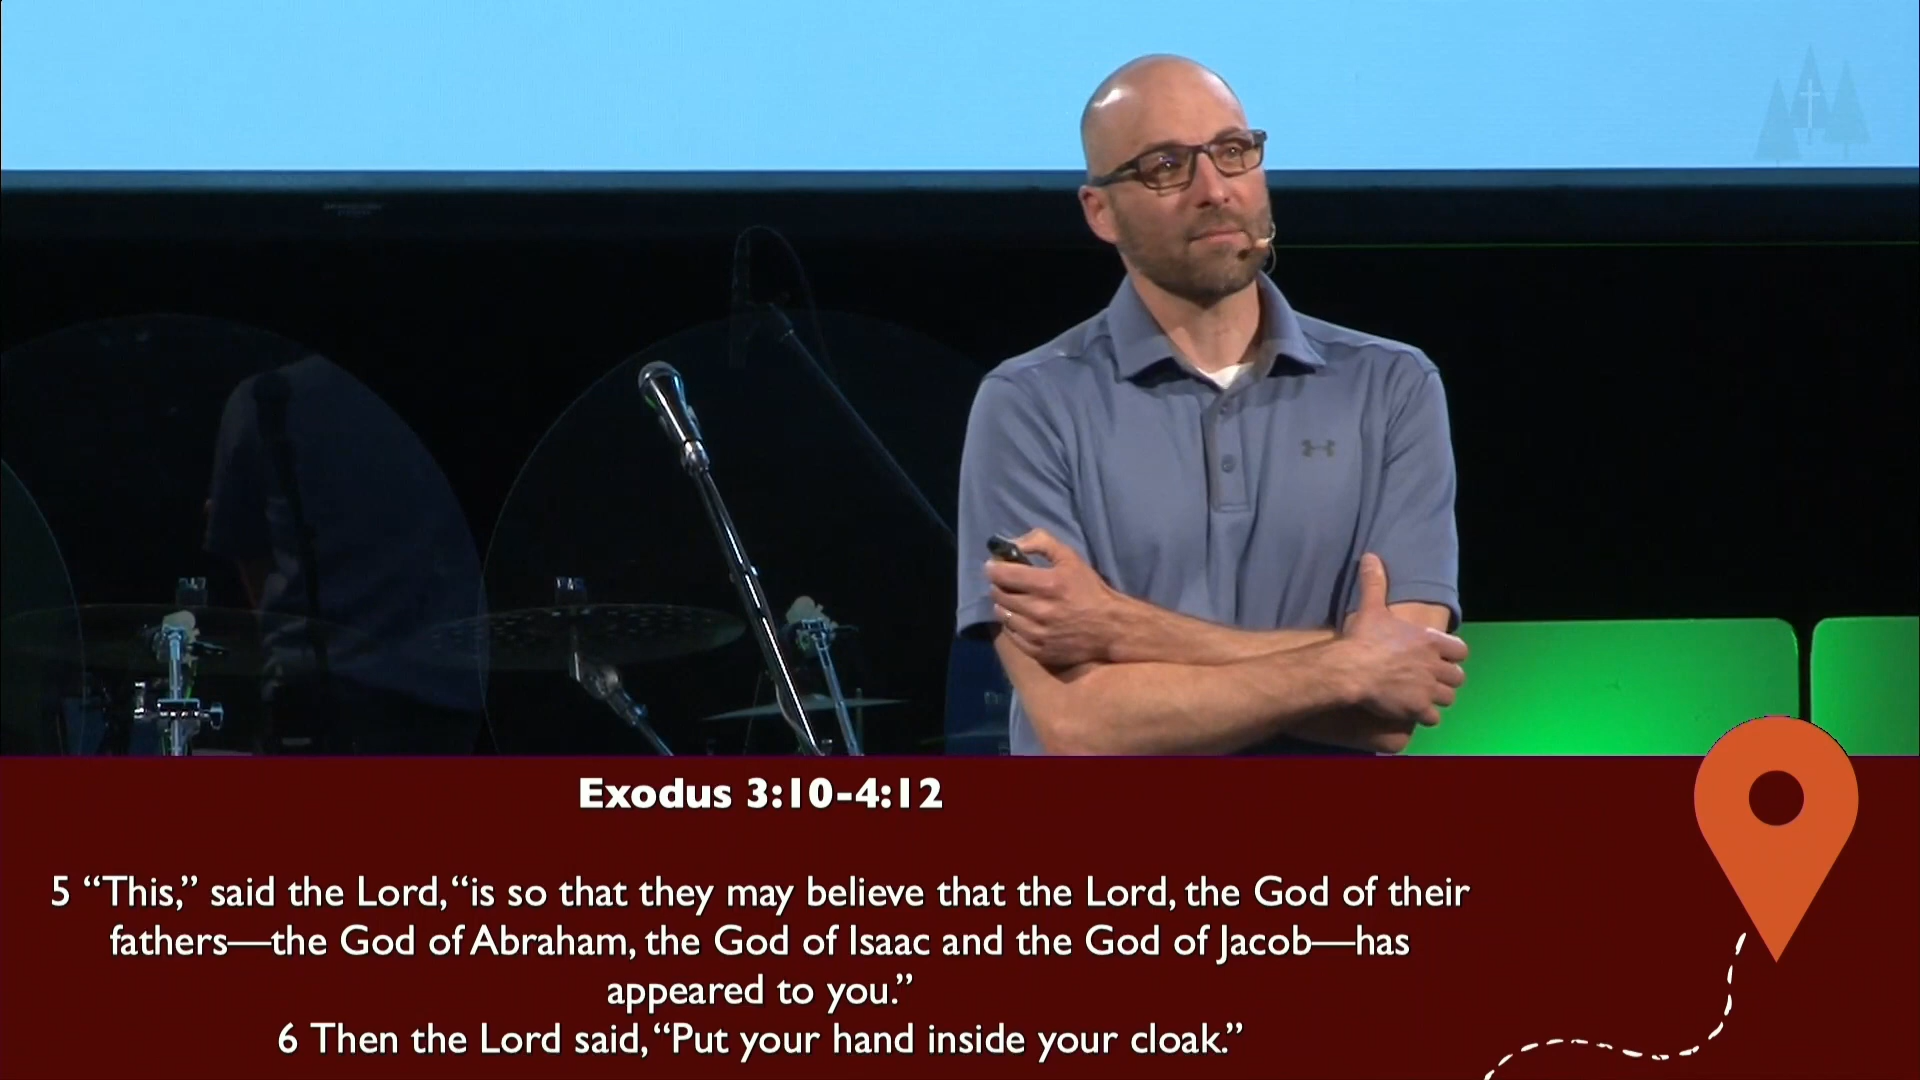 Exodus 3:10-4:12
5 “This,” said the Lord, “is so that they may believe that the Lord, the God of their
fathers—the God of Abraham, the God of Isaac and the God of Jacob—has
appeared to you.”
6 Then the Lord said, “Put your hand inside your cloak.”